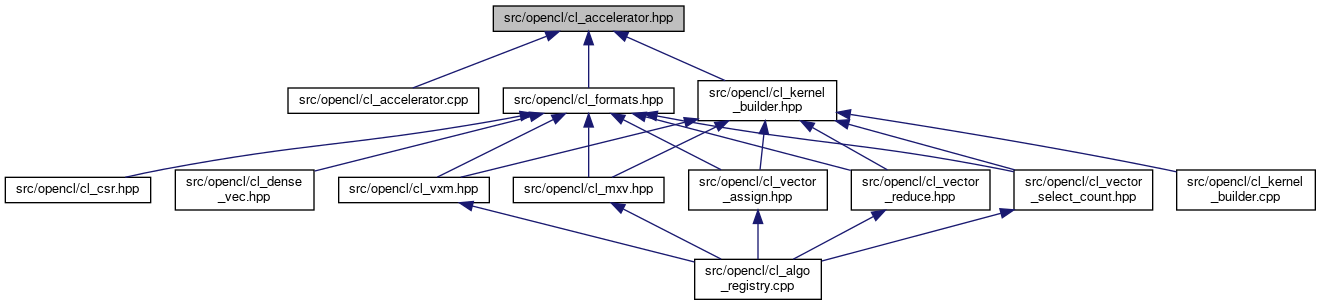 src/opencl/cl_accelerator.hpp
src/opencl/cl_accelerator.cpp
src/opencl/cl_formats.hpp
src/opencl/cl_kernel
_builder.hpp
src/opencl/cl_csr.hpp
src/opencl/cl_dense
_vec.hpp
src/opencl/cl_vxm.hpp
src/opencl/cl_mxv.hpp
src/opencl/cl_vector
_assign.hpp
src/opencl/cl_vector
_reduce.hpp
src/opencl/cl_vector
_select_count.hpp
src/opencl/cl_kernel
_builder.cpp
src/opencl/cl_algo
_registry.cpp